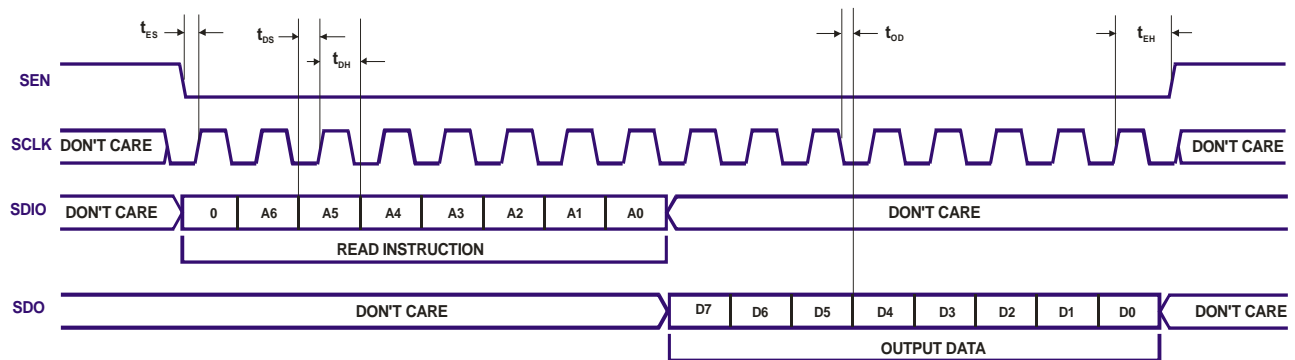 tES
tDS
tDH
tOD
tEH
SEN
SCLK
DON'T CARE
DON'T CARE
SDIO
DON'T CARE
0 A6 A5 A4 A3 A2 A1 A0
DON'T CARE
READ INSTRUCTION
SDO
DON'T CARE
D7 D6 D5 D4 D3 D2 D1 D0
DON'T CARE
OUTPUT DATA